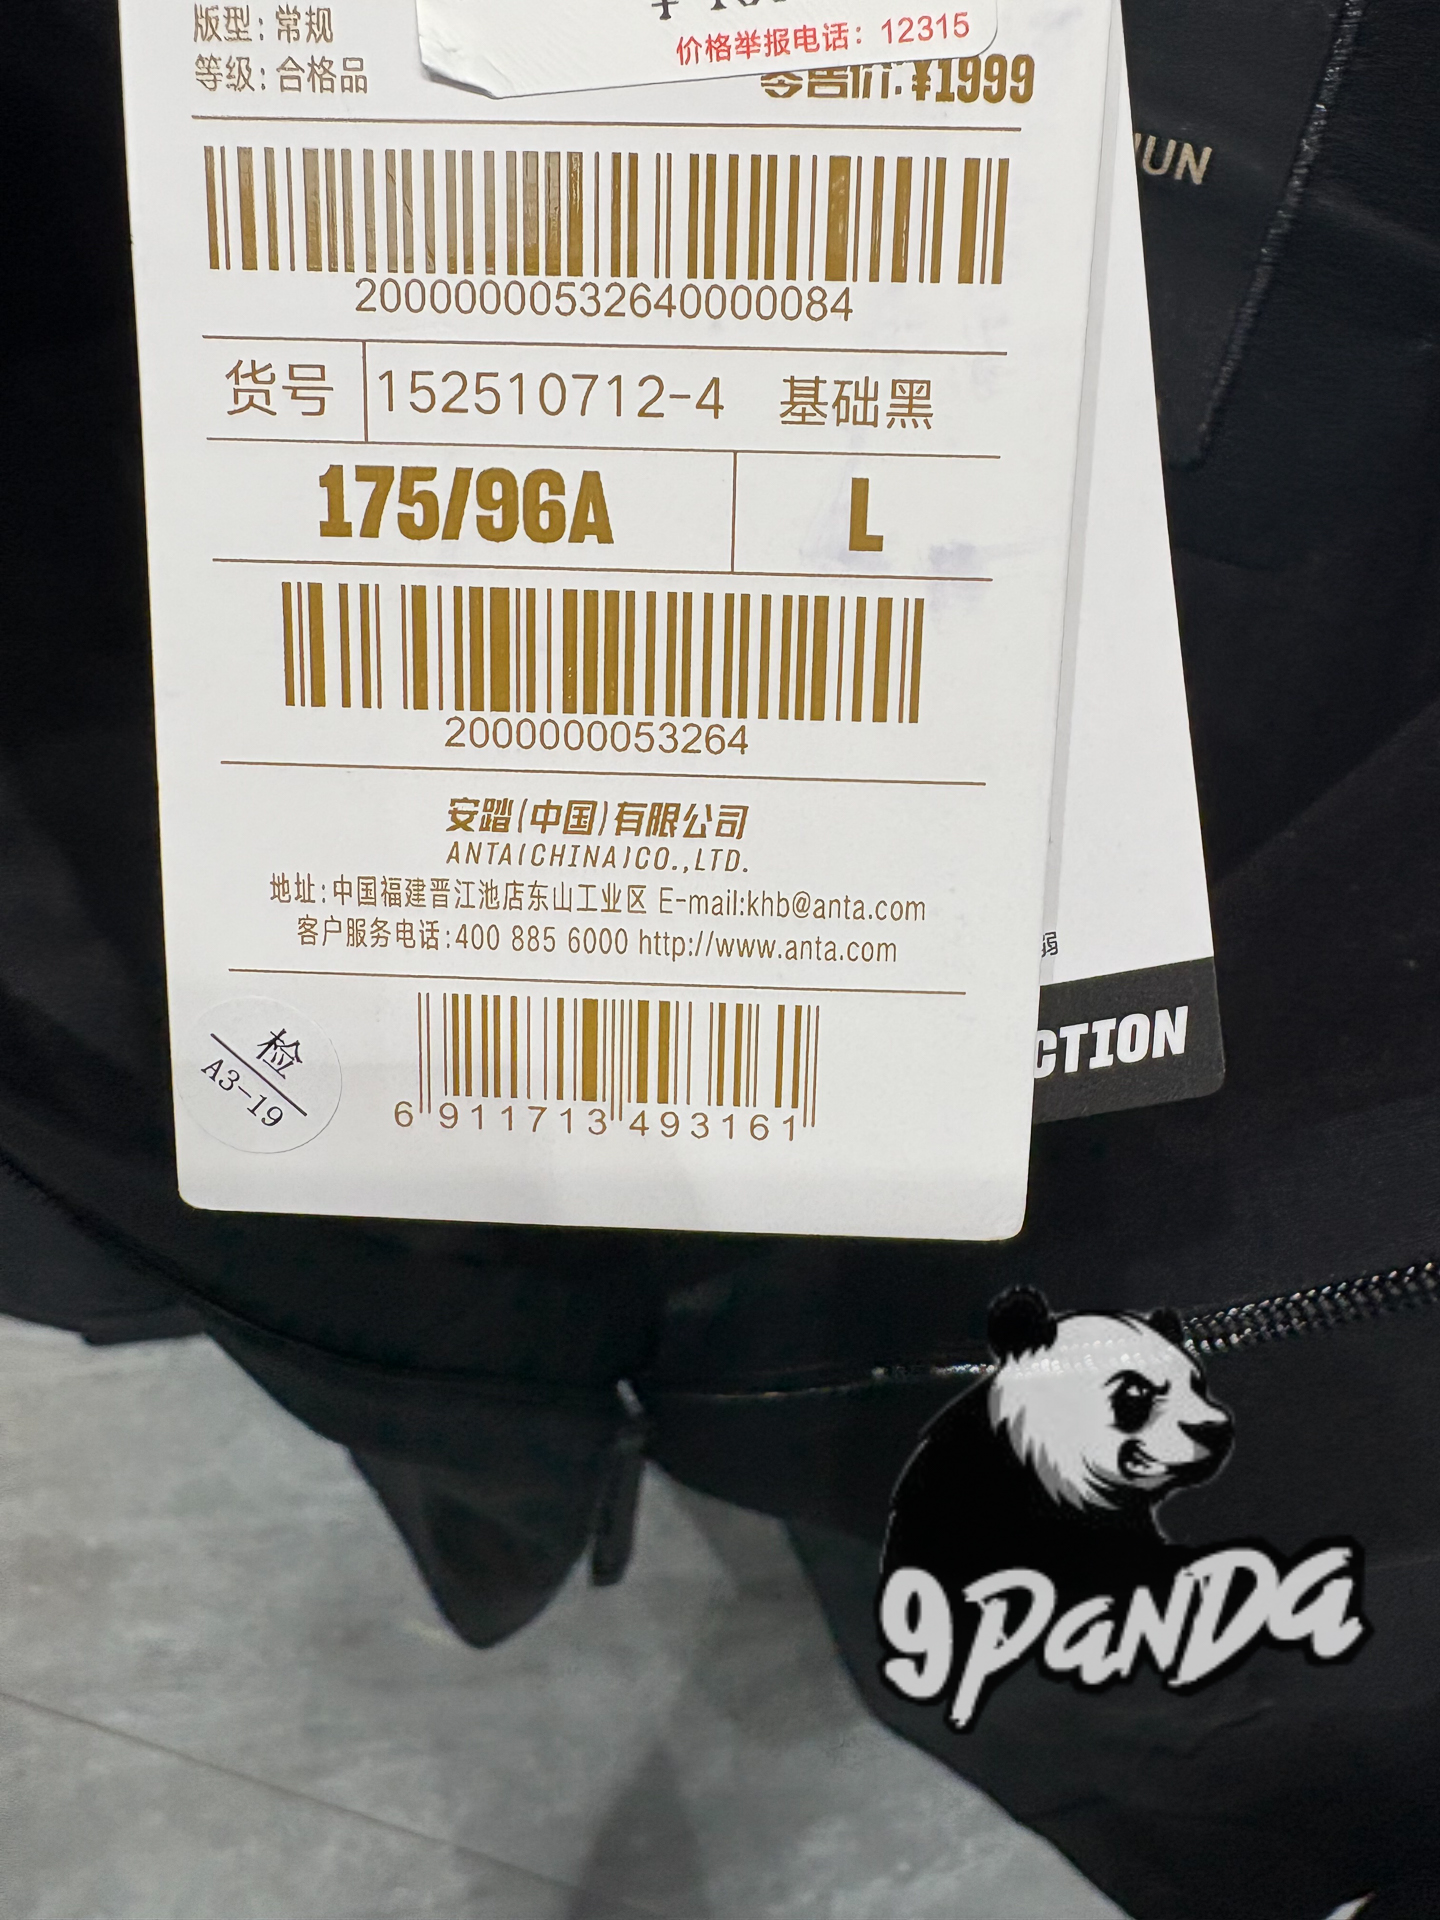 版型: 常规
等级: 合格品
价格举报电话: 12315
零售价:¥1999
UN
20000000532640000084
货号 152510712-4 基础黑
175/96A L
2000000053264
安踏(中国)有限公司
ANTA(CHINA)CO.,LTD.
地址:中国福建晋江池店东山工业区 E-mail:khb@anta.com
客户服务电话:400 885 6000 http://www.anta.com
弱
CTION
检
A3-19
6 911713 493161
9PANDA